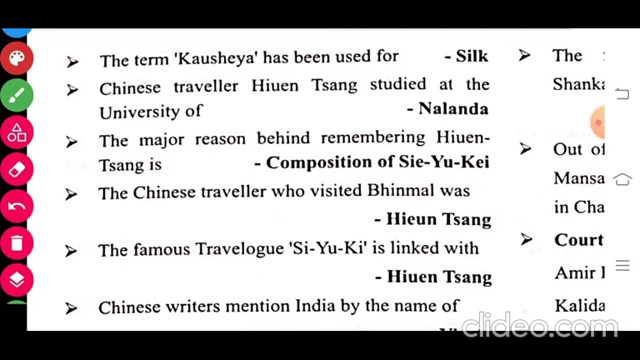 ➤ The term 'Kausheya' has been used for - Silk
➤ Chinese traveller Hiuen Tsang studied at the
University of - Nalanda
➤ The major reason behind remembering Hiuen-
Tsang is - Composition of Sie-Yu-Kei
➤ The Chinese traveller who visited Bhinmal was
- Hieun Tsang
➤ The famous Travelogue 'Si-Yu-Ki' is linked with
- Hiuen Tsang
➤ Chinese writers mention India by the name of
➤ The
Shanka
➤ Out of
Mansa
in Cha
➤ Court
Amir
Kalida
clideo.com